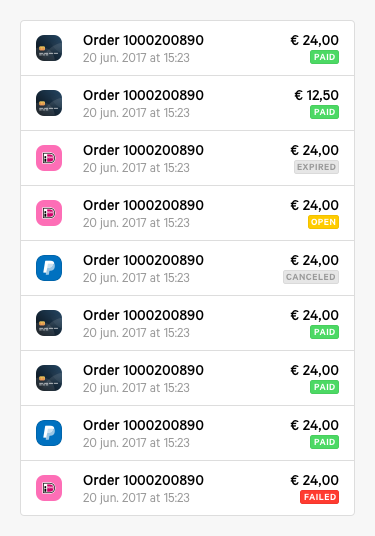 Order 1000200890 € 24,00
20 jun. 2017 at 15:23 PAID
Order 1000200890 € 12,50
20 jun. 2017 at 15:23 PAID
Order 1000200890 € 24,00
20 jun. 2017 at 15:23 EXPIRED
Order 1000200890 € 24,00
20 jun. 2017 at 15:23 OPEN
Order 1000200890 € 24,00
20 jun. 2017 at 15:23 CANCELED
Order 1000200890 € 24,00
20 jun. 2017 at 15:23 PAID
Order 1000200890 € 24,00
20 jun. 2017 at 15:23 PAID
Order 1000200890 € 24,00
20 jun. 2017 at 15:23 PAID
Order 1000200890 € 24,00
20 jun. 2017 at 15:23 FAILED